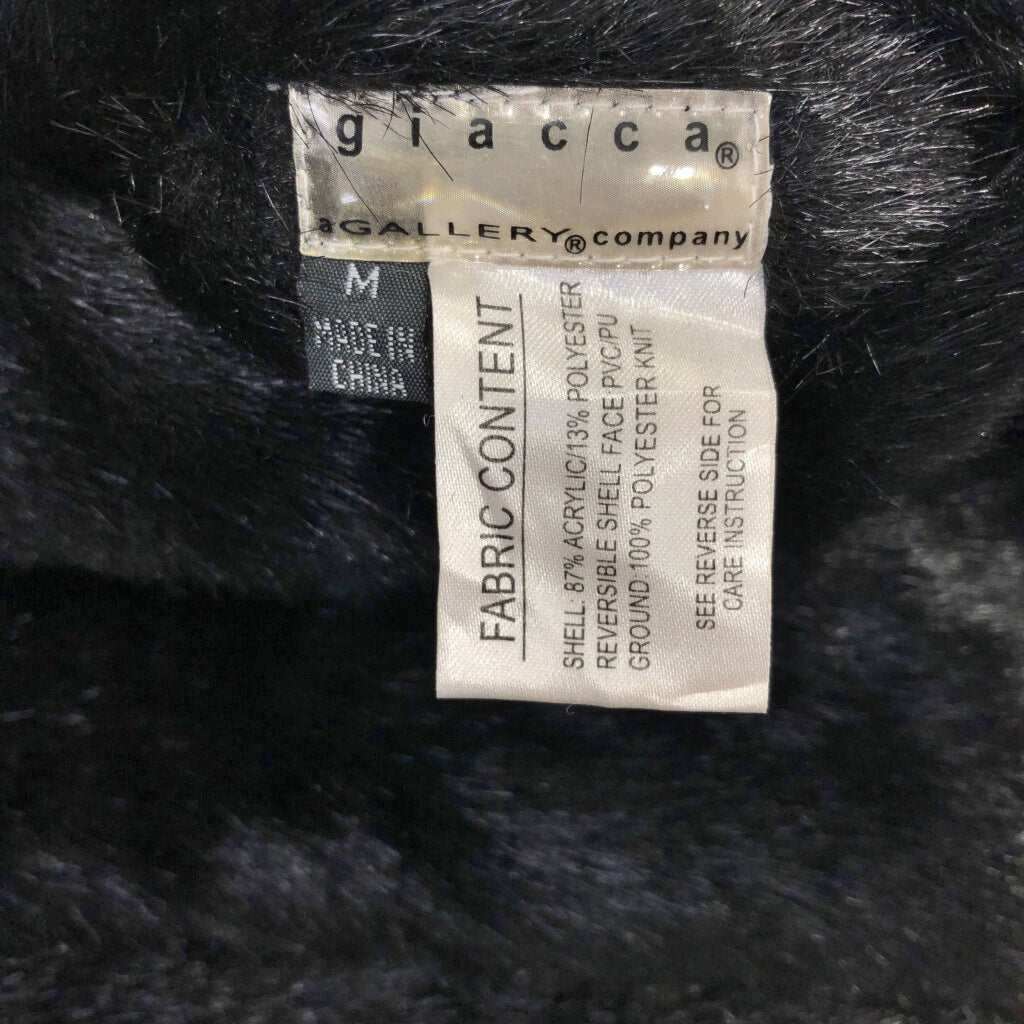 giacca®
aGALLERY® company
M
MADE IN
CHINA
FABRIC CONTENT
SHELL: 87% ACRYLIC/13% POLYESTER
REVERSIBLE SHELL FACE PVC/PU
GROUND 100% POLYESTER KNIT
SEE REVERSE SIDE FOR
CARE INSTRUCTION